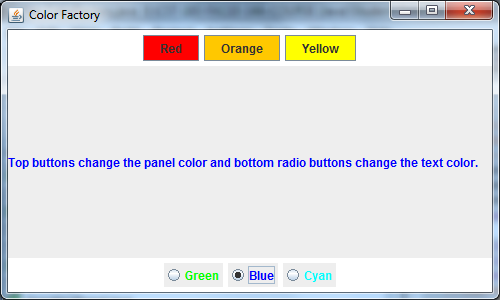 Color Factory
Red Orange Yellow
Top buttons change the panel color and bottom radio buttons change the text color.
Green Blue Cyan